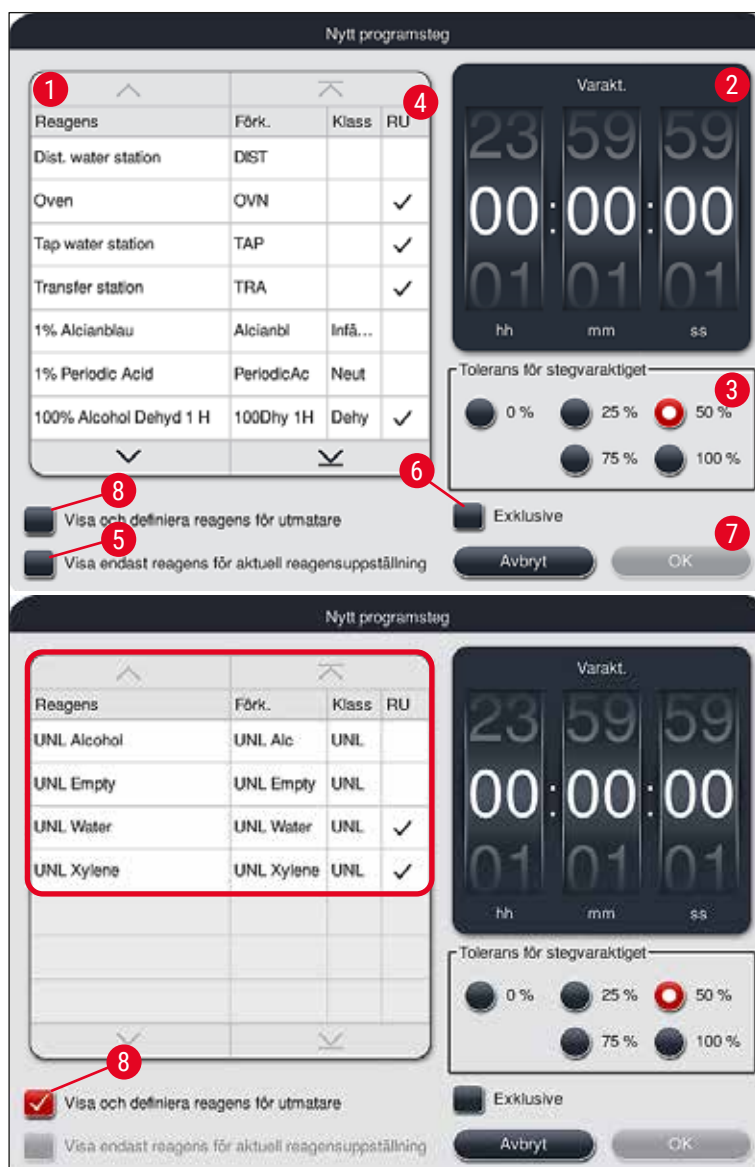 Nytt programsteg
1
4
Reagens Förk. Klass RU
Dist. water station DIST
Oven OVN ✓
Tap water station TAP ✓
Transfer station TRA ✓
1% Alcianblau Alcianbl Infä...
1% Periodic Acid PeriodicAc Neut
100% Alcohol Dehyd 1 H 100Dhy 1H Dehy ✓
8
Visa och definiera reagens för utmatare
5
Visa endast reagens för aktuell reagensuppställning
2
Varakt.
23 59 59
00:00:00
01 01 01
hh mm ss
Tolerans för stegvaraktiget
3
0 % 25 % 50 %
75 % 100 %
6
Exklusive
7
Avbryt OK
Nytt programsteg
Reagens Förk. Klass RU
UNL Alcohol UNL Alc UNL
UNL Empty UNL Empty UNL
UNL Water UNL Water UNL ✓
UNL Xylene UNL Xylene UNL ✓
8
Visa och definiera reagens för utmatare
Visa endast reagens för aktuell reagensuppställning
Varakt.
23 59 59
00:00:00
01 01 01
hh mm ss
Tolerans för stegvaraktiget
0 % 25 % 50 %
75 % 100 %
Exklusive
Avbryt OK